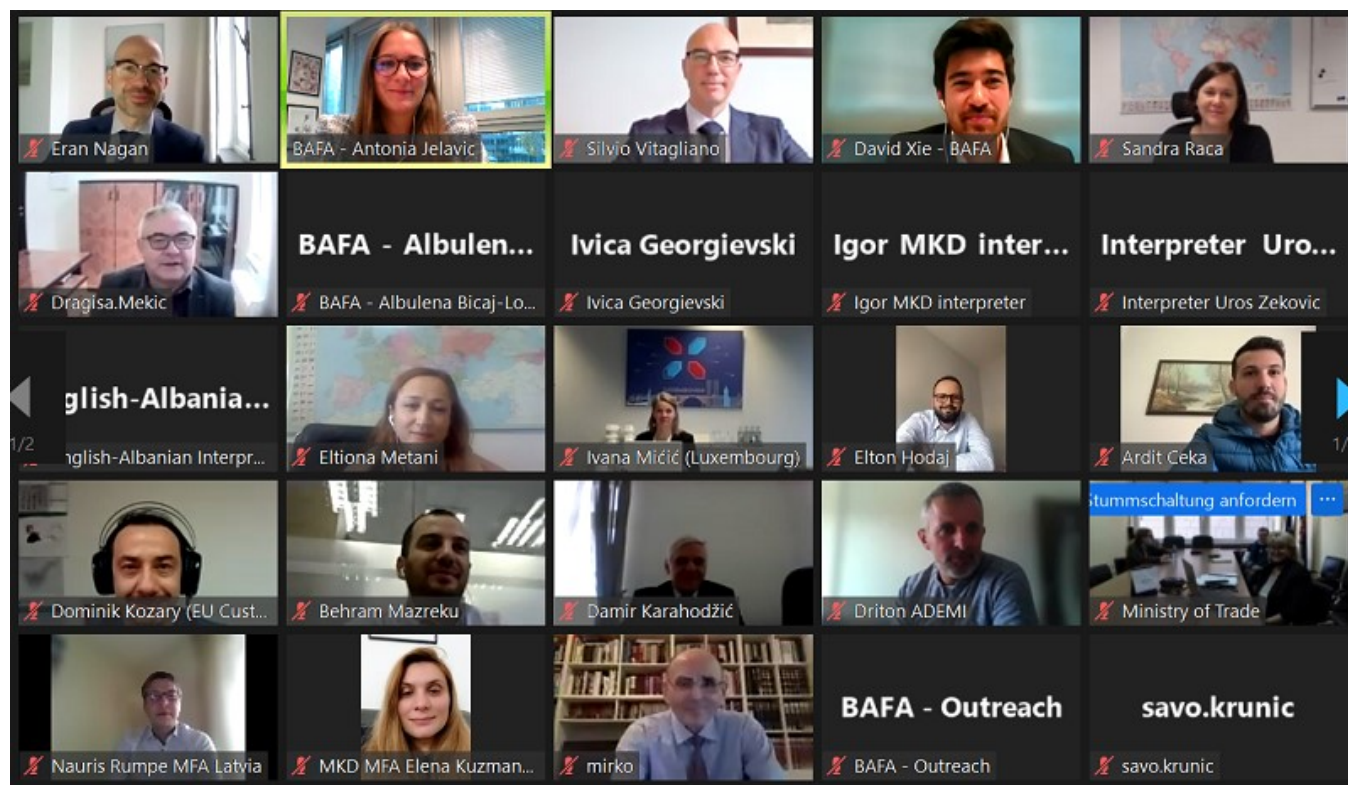 Eran Nagan
BAFA - Antonia Jelavic
Silvio Vitagliano
David Xie - BAFA
Sandra Raca
Dragisa.Mekic
BAFA - Albulen...
BAFA - Albulena Bicaj-Lo...
Ivica Georgievski
Ivica Georgievski
Igor MKD inter...
Igor MKD interpreter
Interpreter Uro...
Interpreter Uros Zekovic
1/2
glish-Albania...
nglish-Albanian Interpr...
Eltiona Metani
Ivana Mićić (Luxembourg)
Elton Hodaj
Ardit Ceka
1/
Dominik Kozary (EU Cust...
Behram Mazreku
Damir Karahodžić
Driton ADEMI
Stummschaltung anfordern ...
Ministry of Trade
Nauris Rumpe MFA Latvia
MKD MFA Elena Kuzman...
mirko
BAFA - Outreach
BAFA - Outreach
savo.krunic
savo.krunic